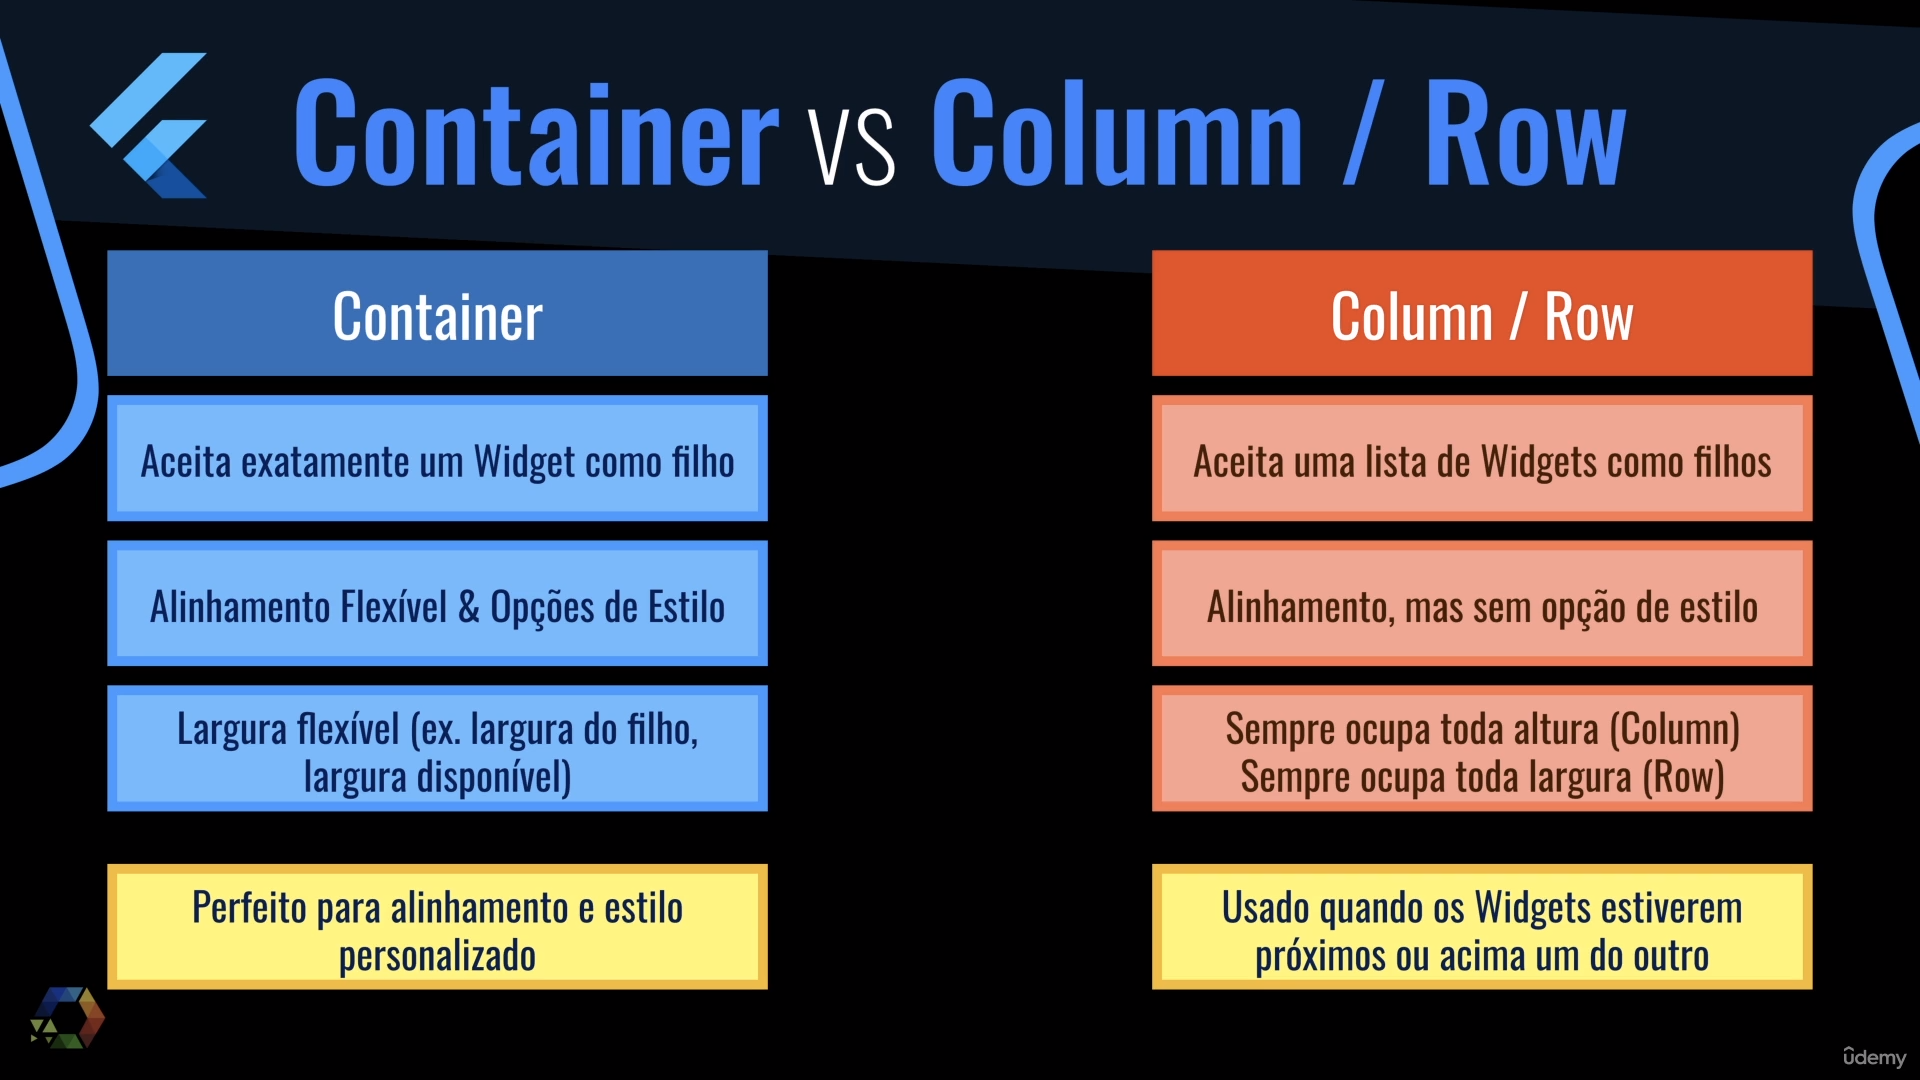 Container VS Column / Row
Container
Aceita exatamente um Widget como filho
Alinhamento Flexível & Opções de Estilo
Largura flexível (ex. largura do filho,
largura disponível)
Perfeito para alinhamento e estilo
personalizado
Column / Row
Aceita uma lista de Widgets como filhos
Alinhamento, mas sem opção de estilo
Sempre ocupa toda altura (Column)
Sempre ocupa toda largura (Row)
Usado quando os Widgets estiverem
próximos ou acima um do outro
ûdemy